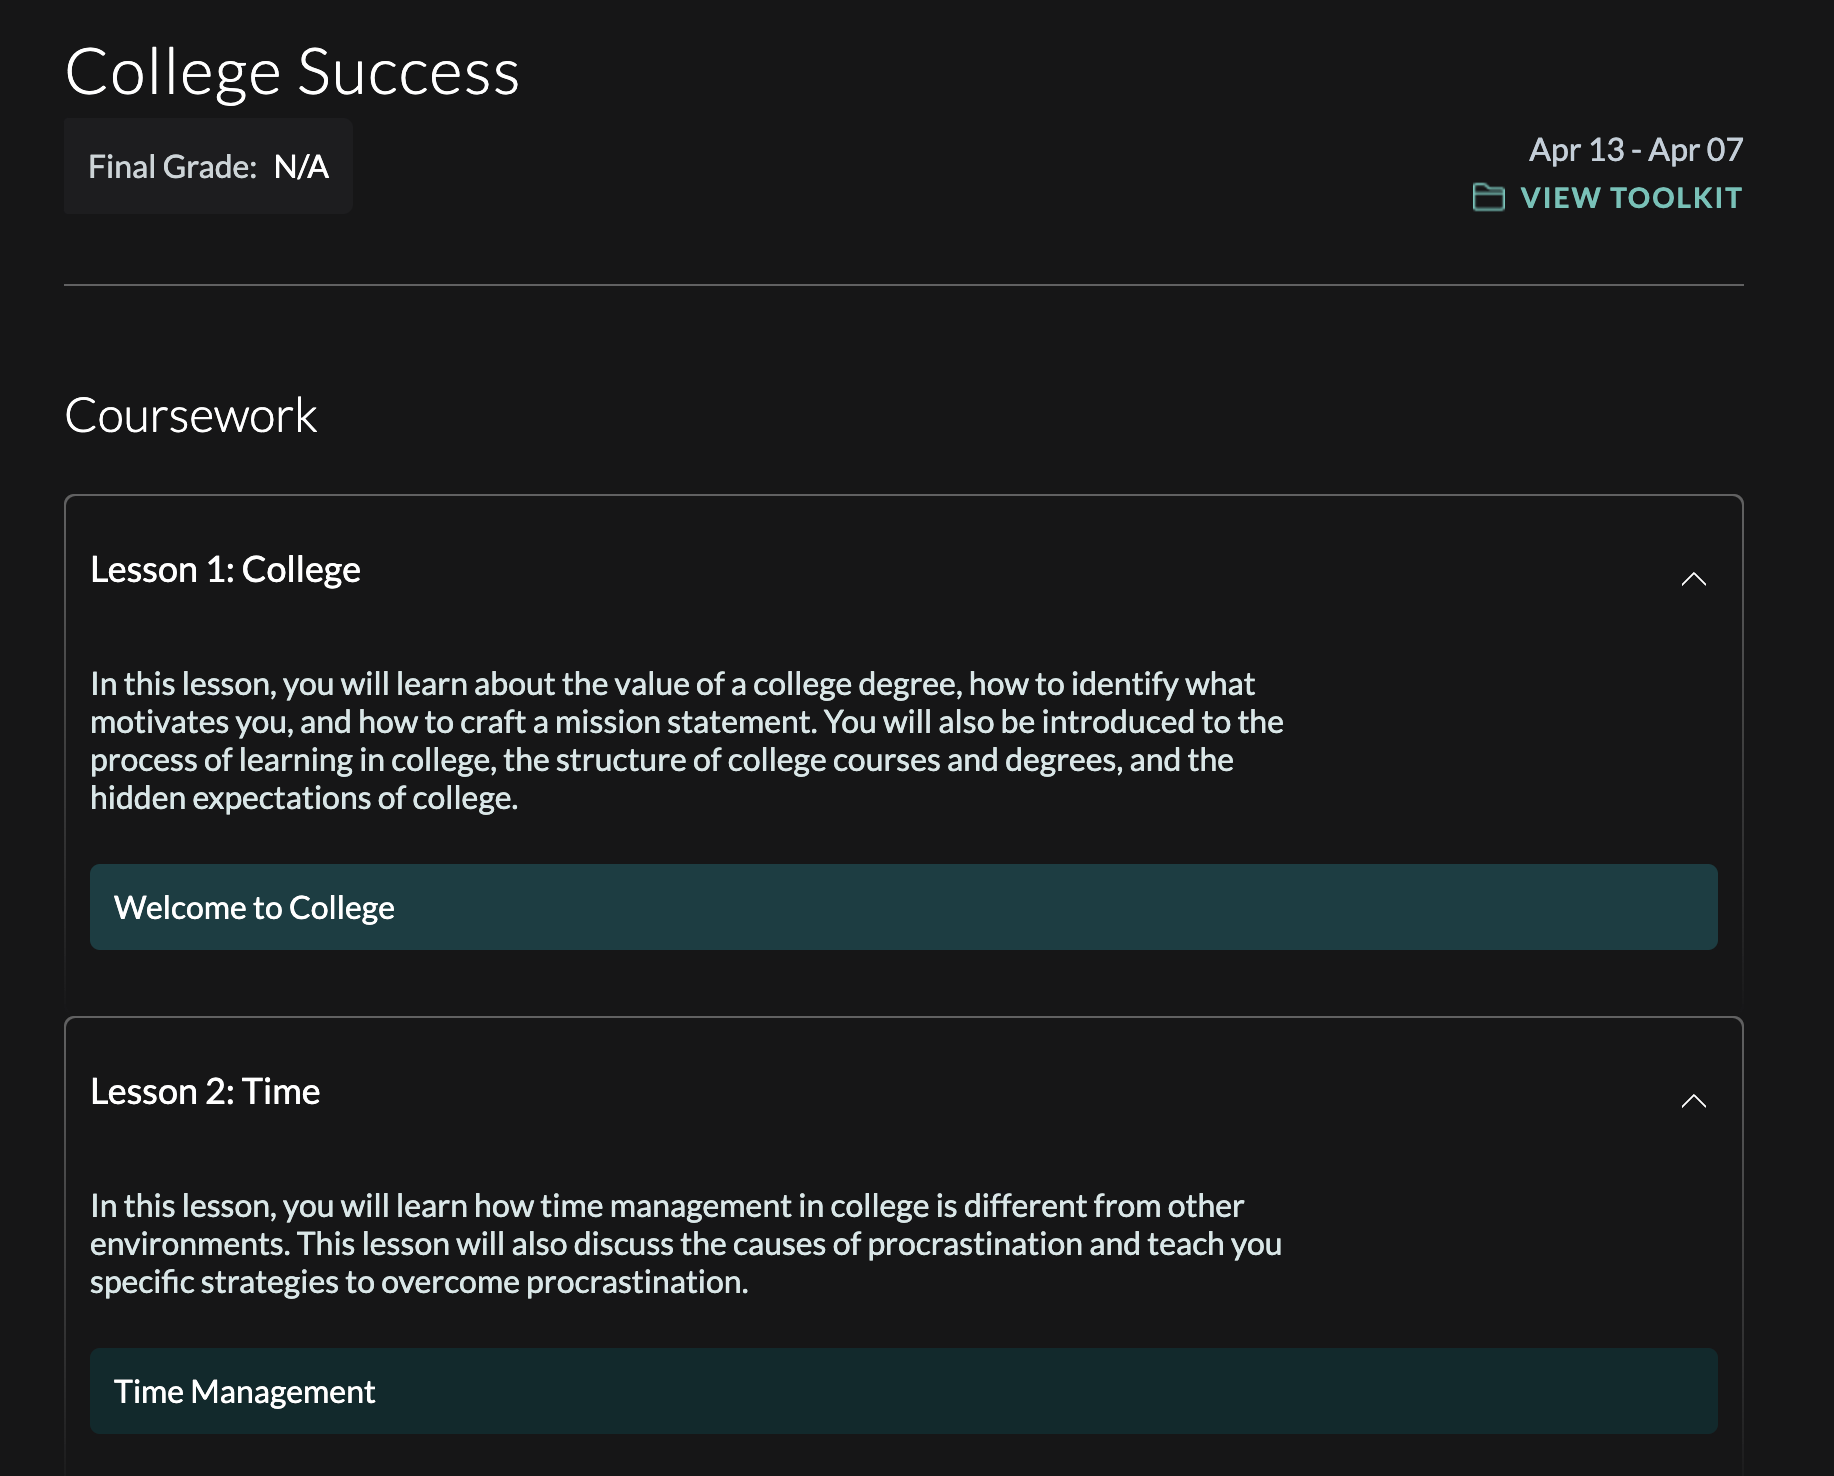 College Success
Final Grade: N/A
Apr 13 - Apr 07
VIEW TOOLKIT
Coursework
Lesson 1: College
In this lesson, you will learn about the value of a college degree, how to identify what
motivates you, and how to craft a mission statement. You will also be introduced to the
process of learning in college, the structure of college courses and degrees, and the
hidden expectations of college.
Welcome to College
Lesson 2: Time
In this lesson, you will learn how time management in college is different from other
environments. This lesson will also discuss the causes of procrastination and teach you
specific strategies to overcome procrastination.
Time Management